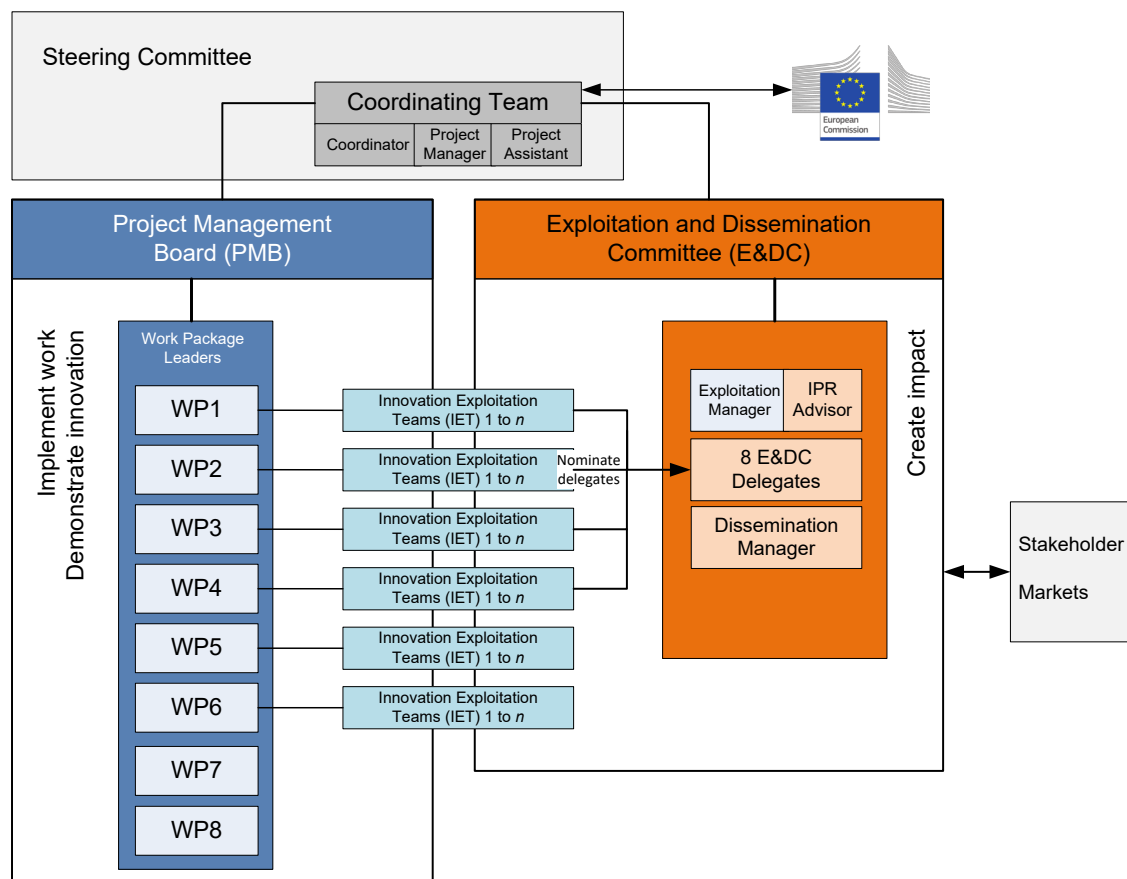 Steering Committee
Coordinating Team
Coordinator
Project
Manager
Project
Assistant
European
Commission
Project Management
Board (PMB)
Exploitation and Dissemination
Committee (E&DC)
Implement work
Demonstrate innovation
Work Package
Leaders
WP1
WP2
WP3
WP4
WP5
WP6
WP7
WP8
Innovation Exploitation
Teams (IET) 1 to n
Innovation Exploitation
Teams (IET) 1 to n
Innovation Exploitation
Teams (IET) 1 to n
Innovation Exploitation
Teams (IET) 1 to n
Innovation Exploitation
Teams (IET) 1 to n
Innovation Exploitation
Teams (IET) 1 to n
Nominate
delegates
Exploitation
Manager
IPR
Advisor
8 E&DC
Delegates
Dissemination
Manager
Create impact
Stakeholder
Markets